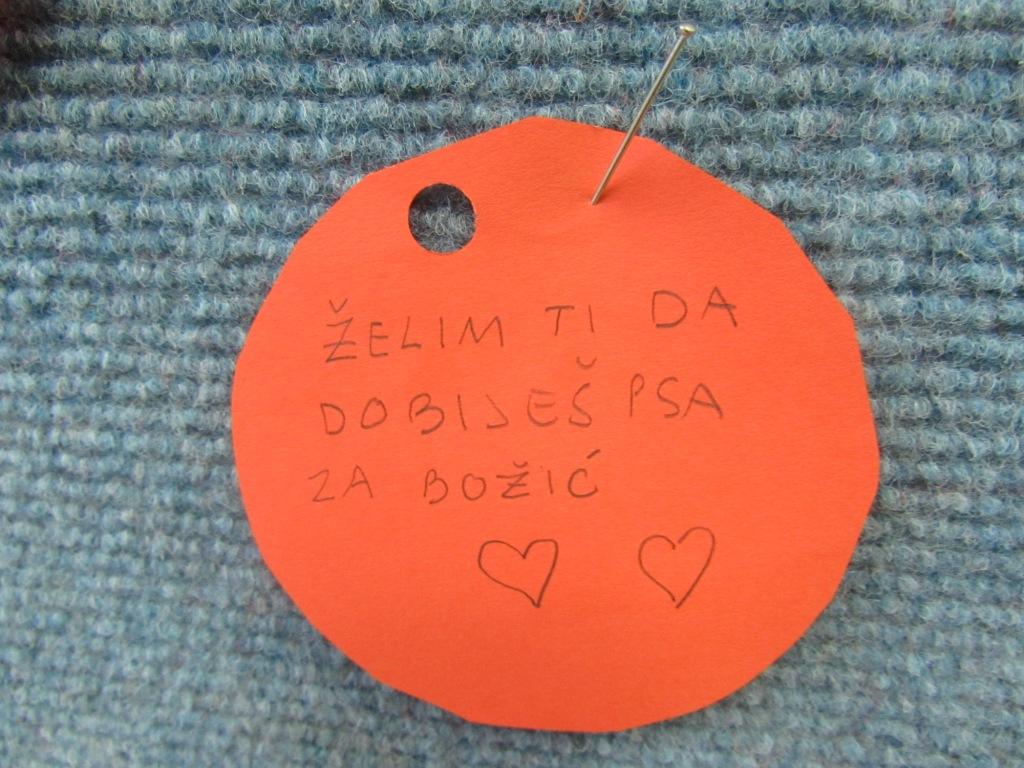 ŽELIM TI DA
DOBIJEŠ PSA
ZA BOŽIĆ